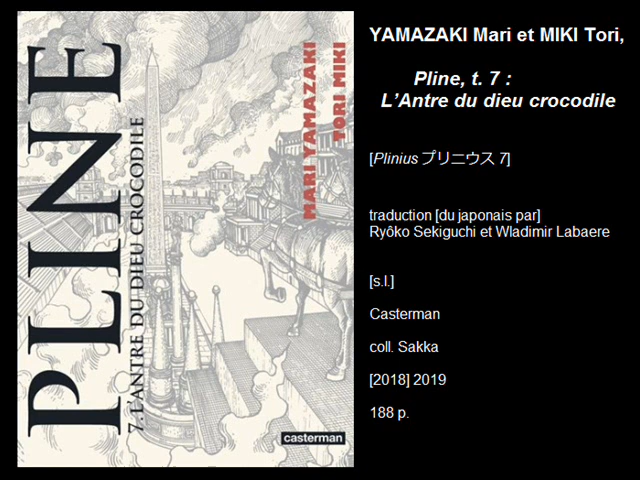 PLINE
7. L'ANTRE DU DIEU CROCODILE
MARI YAMAZAKI
TORI MIKI
casterman
YAMAZAKI Mari et MIKI Tori,
Pline, t. 7 :
L'Antre du dieu crocodile
[Plinius プリニウス 7]
traduction [du japonais par]
Ryôko Sekiguchi et Wladimir Labaere
[s.l.]
Casterman
coll. Sakka
[2018] 2019
188 p.